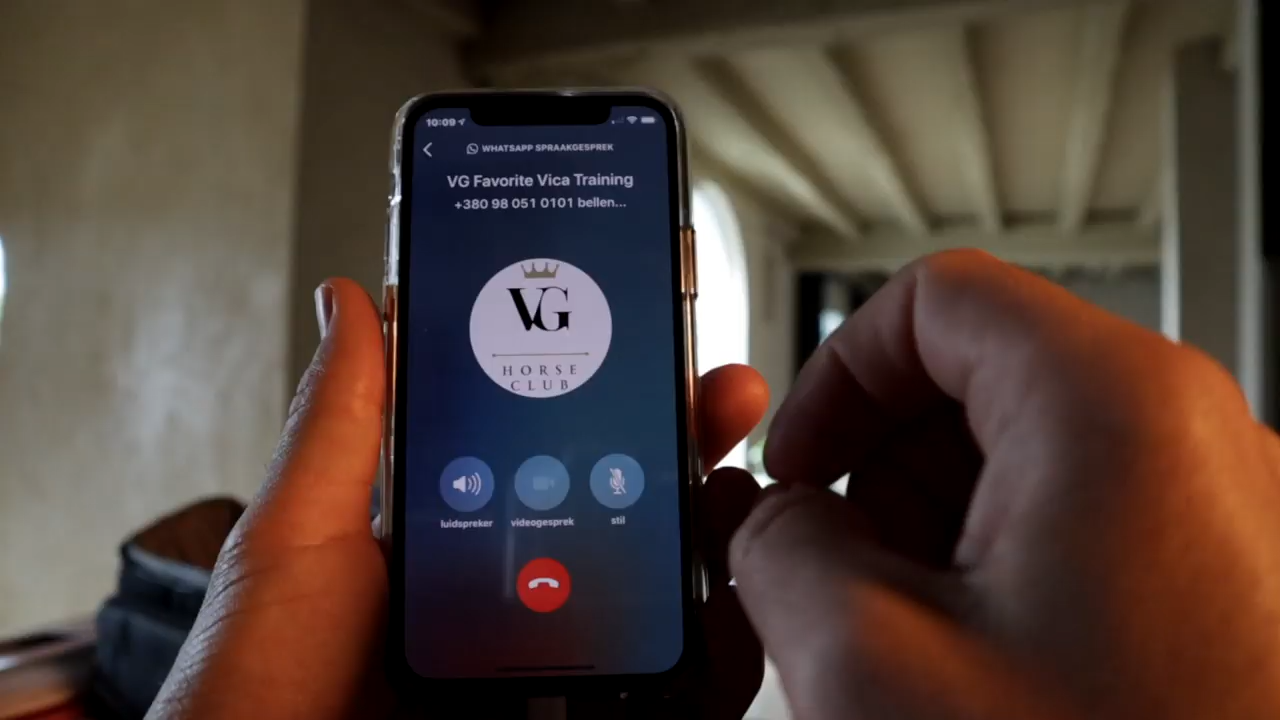 10:09
WHATSAPP SPRAAKGESPREK
VG Favorite Vica Training
+380 98 051 0101 bellen...
VG
HORSE
CLUB
luidspreker videogesprek stil